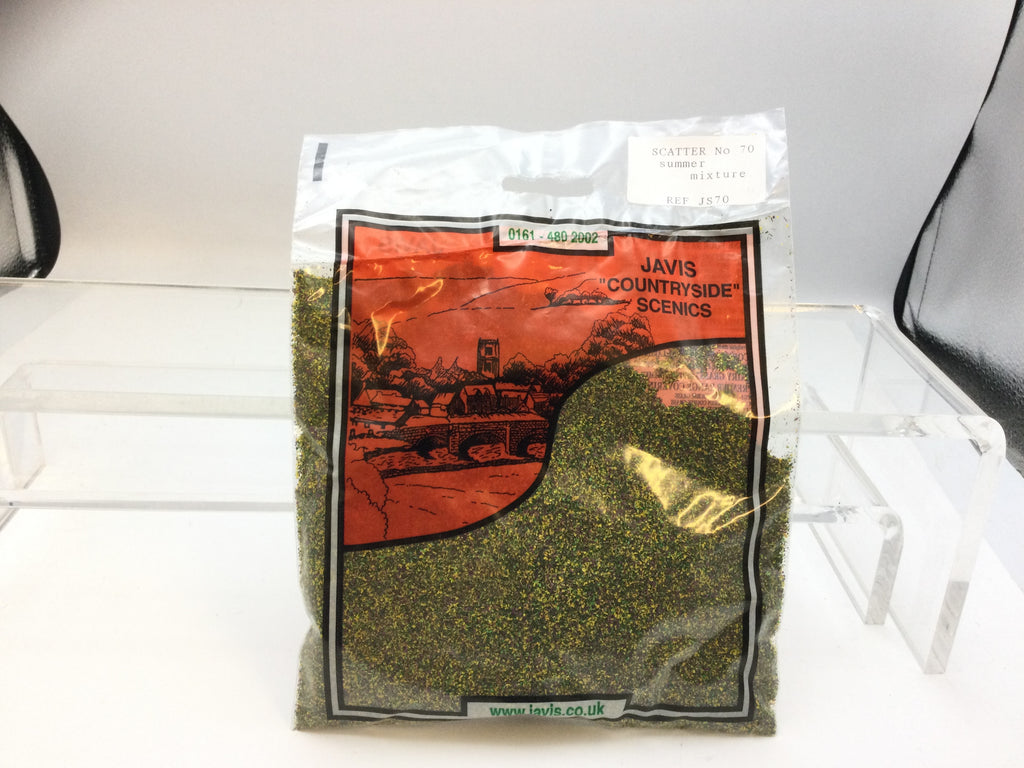 SCATTER No 70
summer
mixture
REF JS70
0161 - 480 2002
JAVIS
"COUNTRYSIDE"
SCENICS
www.javis.co.uk